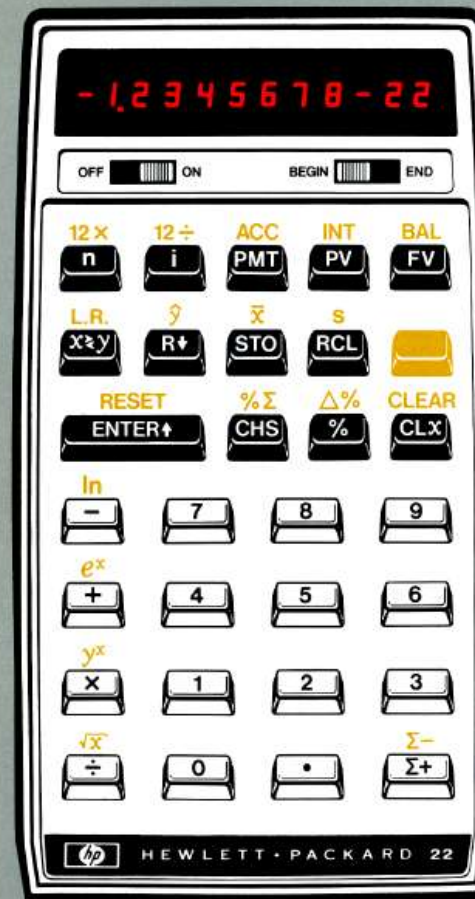 -1.2345678-22
OFF ON BEGIN END
12× 12÷ ACC INT BAL
n i PMT PV FV
L.R. ŷ x̄ s
x≷y R↓ STO RCL
RESET %Σ △% CLEAR
ENTER↑ CHS % CLX
ln
− 7 8 9
eˣ
+ 4 5 6
yˣ
× 1 2 3
√x Σ−
÷ 0 • Σ+
hp HEWLETT·PACKARD 22